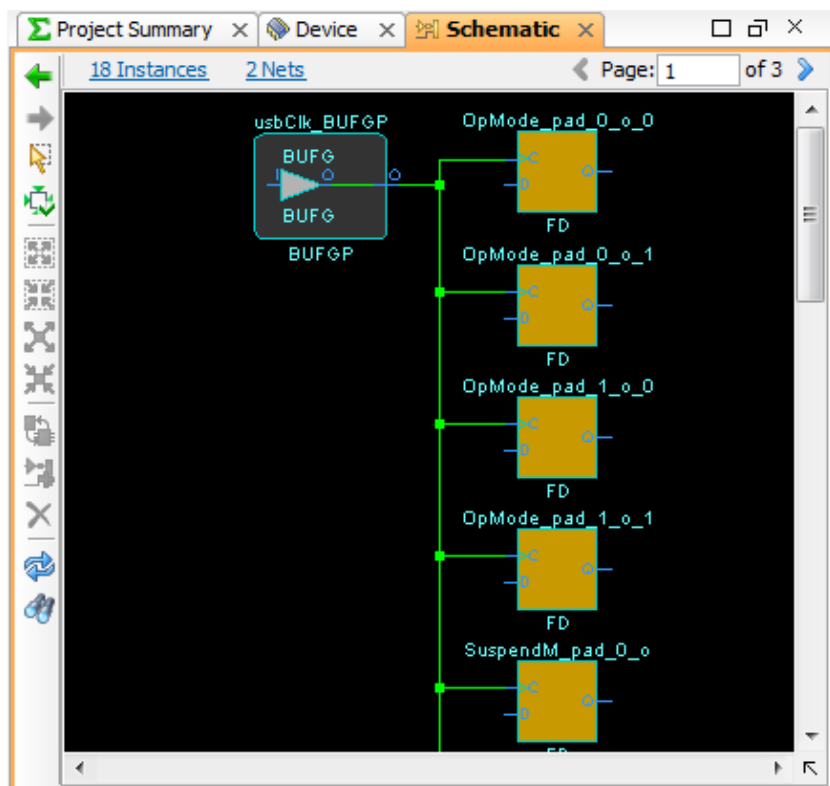 Project Summary Device Schematic
18 Instances 2 Nets Page: 1 of 3
usbClk_BUFGP
BUFG
I O O
BUFG
BUFGP
OpMode_pad_0_o_0
C
Q
D
FD
OpMode_pad_0_o_1
C
Q
D
FD
OpMode_pad_1_o_0
C
Q
D
FD
OpMode_pad_1_o_1
C
Q
D
FD
SuspendM_pad_0_o
C
Q
D
FD